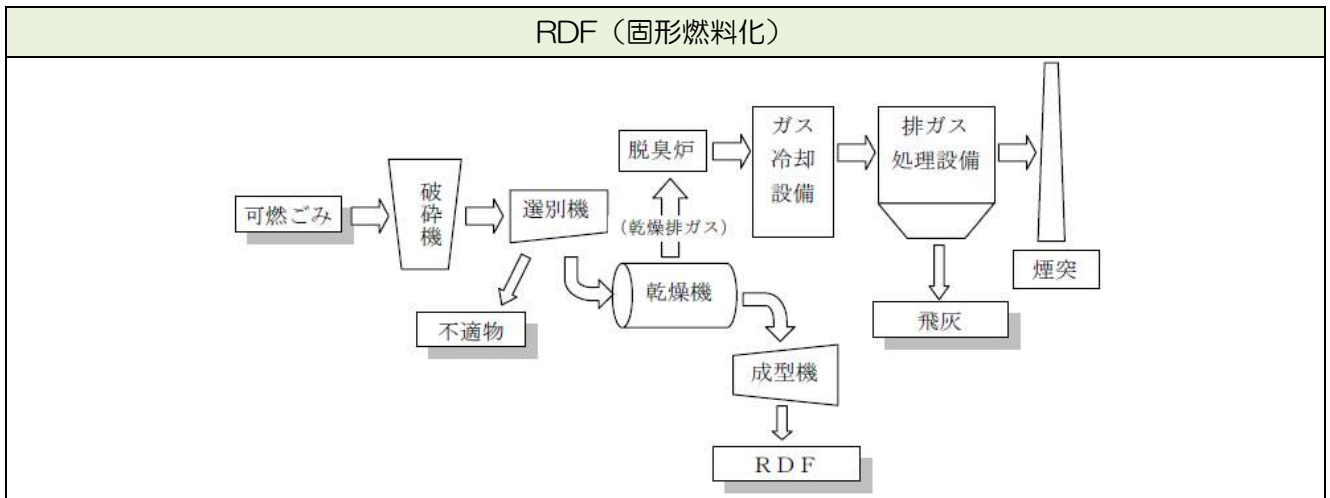 RDF（固形燃料化）
可燃ごみ
破砕機
選別機
不適物
乾燥機
（乾燥排ガス）
脱臭炉
ガス
冷却
設備
排ガス
処理設備
煙突
飛灰
成型機
ＲＤＦ